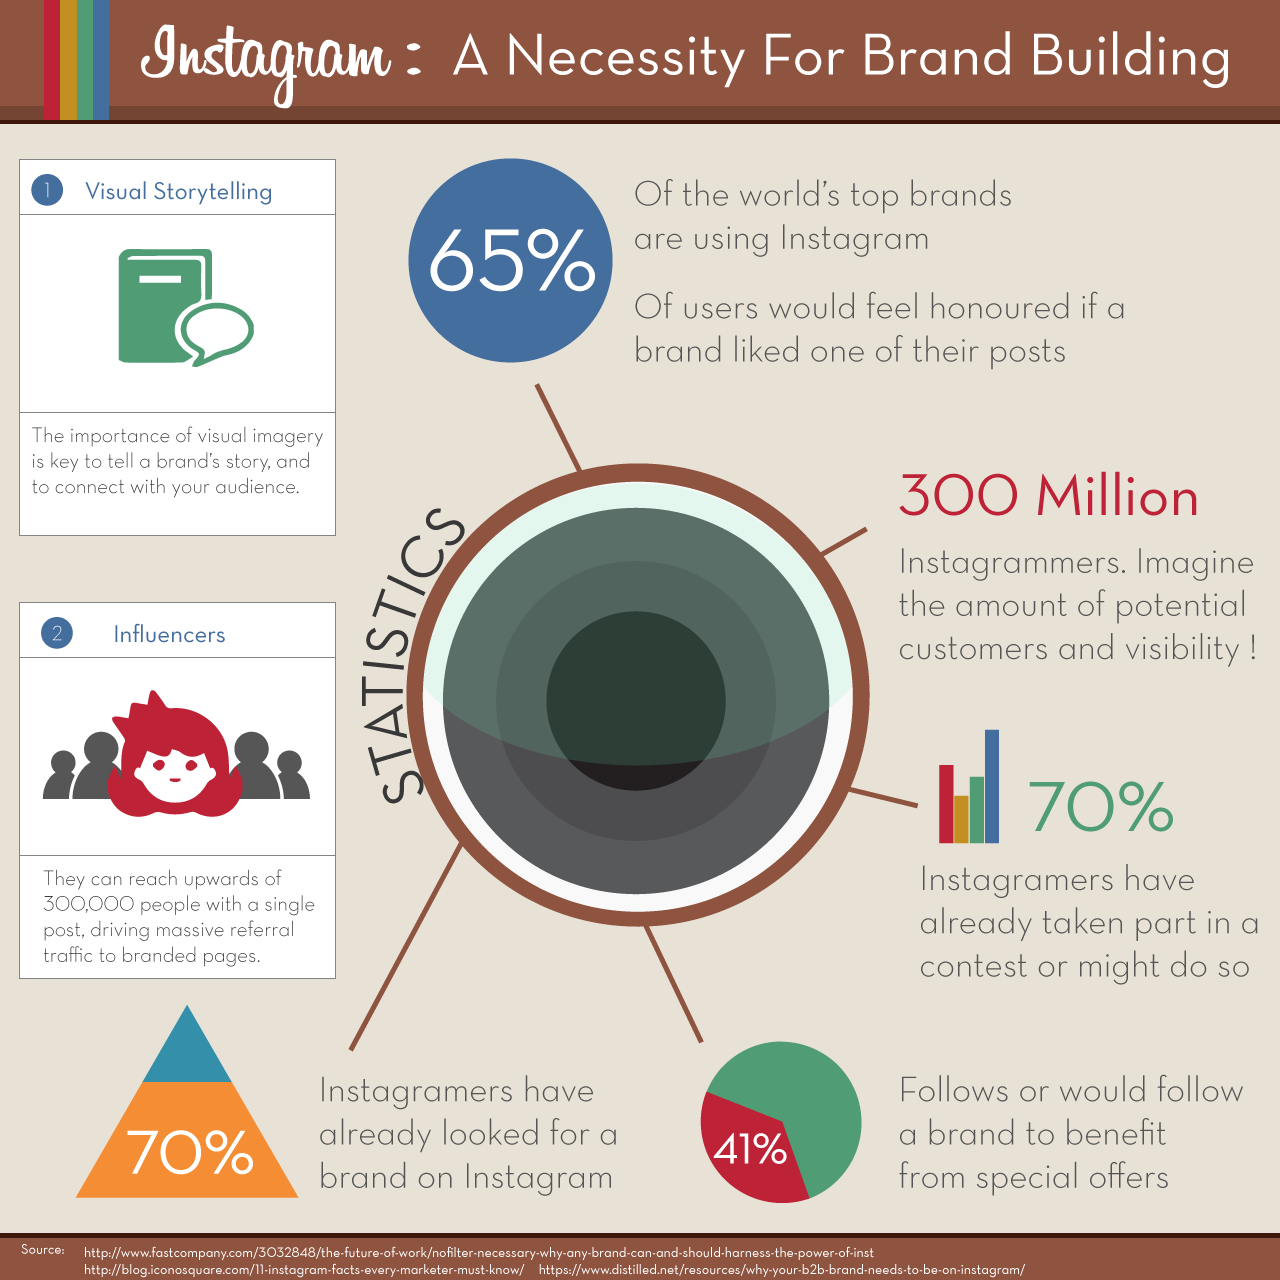 Instagram : A Necessity For Brand Building
1 Visual Storytelling
The importance of visual imagery
is key to tell a brand's story, and
to connect with your audience.
2 Influencers
They can reach upwards of
300,000 people with a single
post, driving massive referral
traffic to branded pages.
65%
Of the world's top brands
are using Instagram
Of users would feel honoured if a
brand liked one of their posts
STATISTICS
300 Million
Instagrammers. Imagine
the amount of potential
customers and visibility !
70%
Instagramers have
already taken part in a
contest or might do so
70%
Instagramers have
already looked for a
brand on Instagram
41%
Follows or would follow
a brand to benefit
from special offers
Source: http://www.fastcompany.com/3032848/the-future-of-work/nofilter-necessary-why-any-brand-can-and-should-harness-the-power-of-inst
http://blog.iconosquare.com/11-instagram-facts-every-marketer-must-know/ https://www.distilled.net/resources/why-your-b2b-brand-needs-to-be-on-instagram/